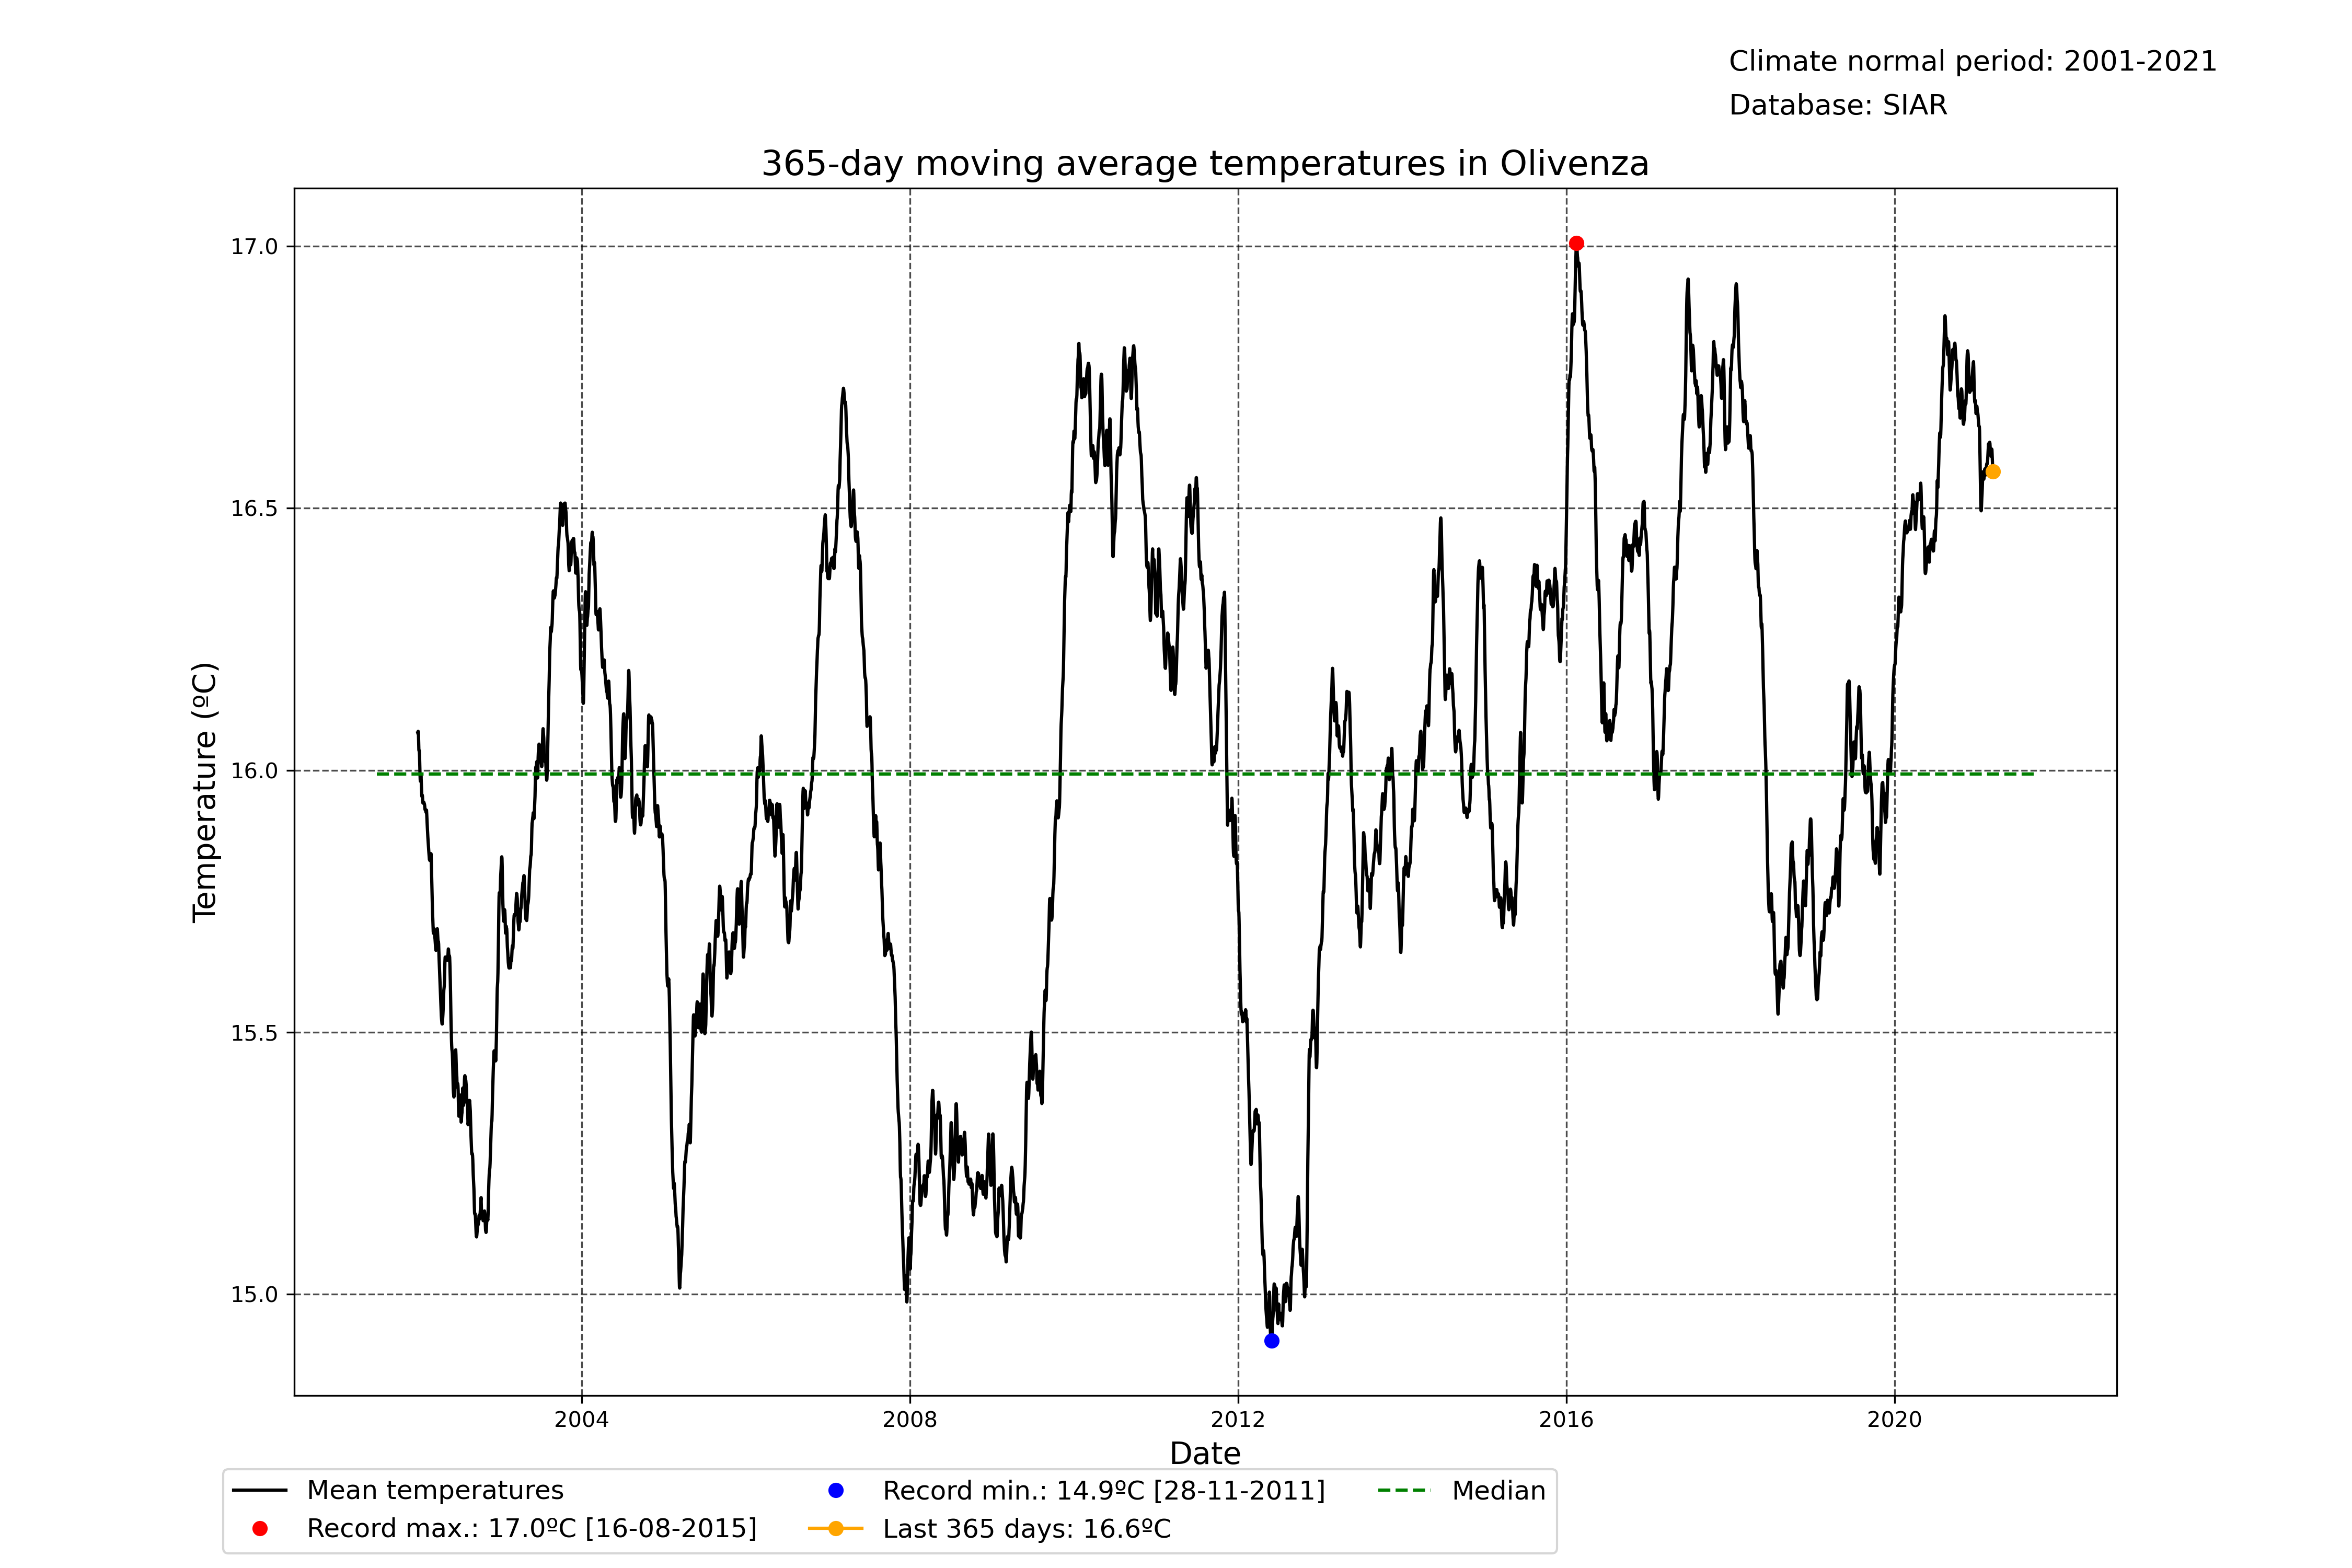 Climate normal period: 2001-2021
Database: SIAR
365-day moving average temperatures in Olivenza
17.0
16.5
16.0
15.5
15.0
Temperature (ºC)
2004 2008 2012 2016 2020
Date
Mean temperatures
Record max.: 17.0ºC [16-08-2015]
Record min.: 14.9ºC [28-11-2011]
Last 365 days: 16.6ºC
Median